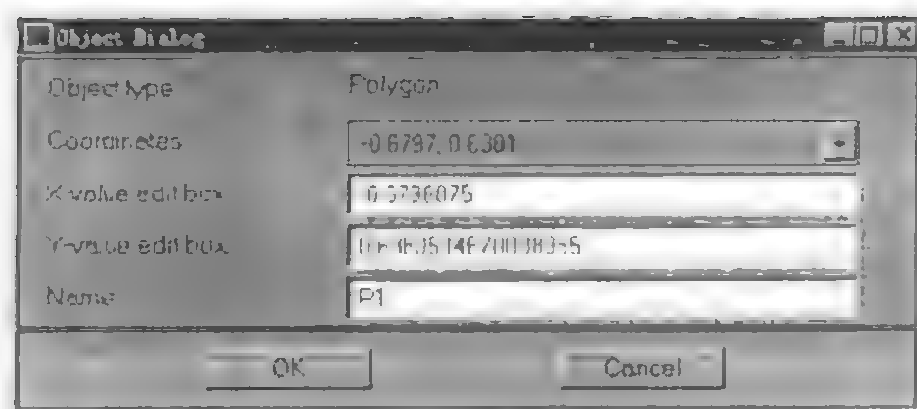 Object Dialog
Object type Polygon
Coordinates -0.6797, 0.6301
X-value edit box
Y-value edit box
Name P1
OK Cancel